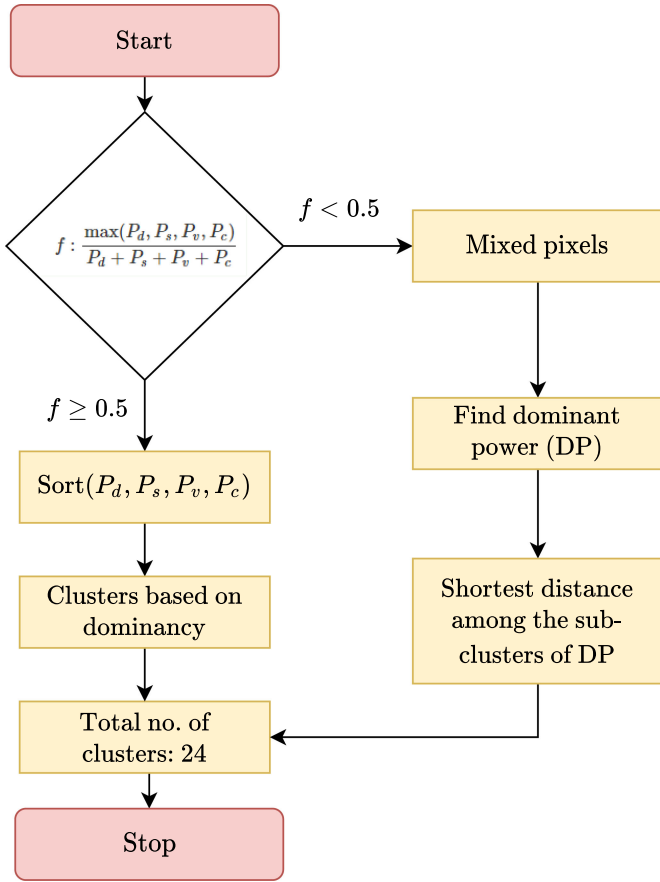 Start
f : max(P_d, P_s, P_v, P_c) / P_d + P_s + P_v + P_c
f < 0.5
Mixed pixels
f ≥ 0.5
Find dominant
power (DP)
Sort(P_d, P_s, P_v, P_c)
Shortest distance
among the sub-
clusters of DP
Clusters based on
dominancy
Total no. of
clusters: 24
Stop